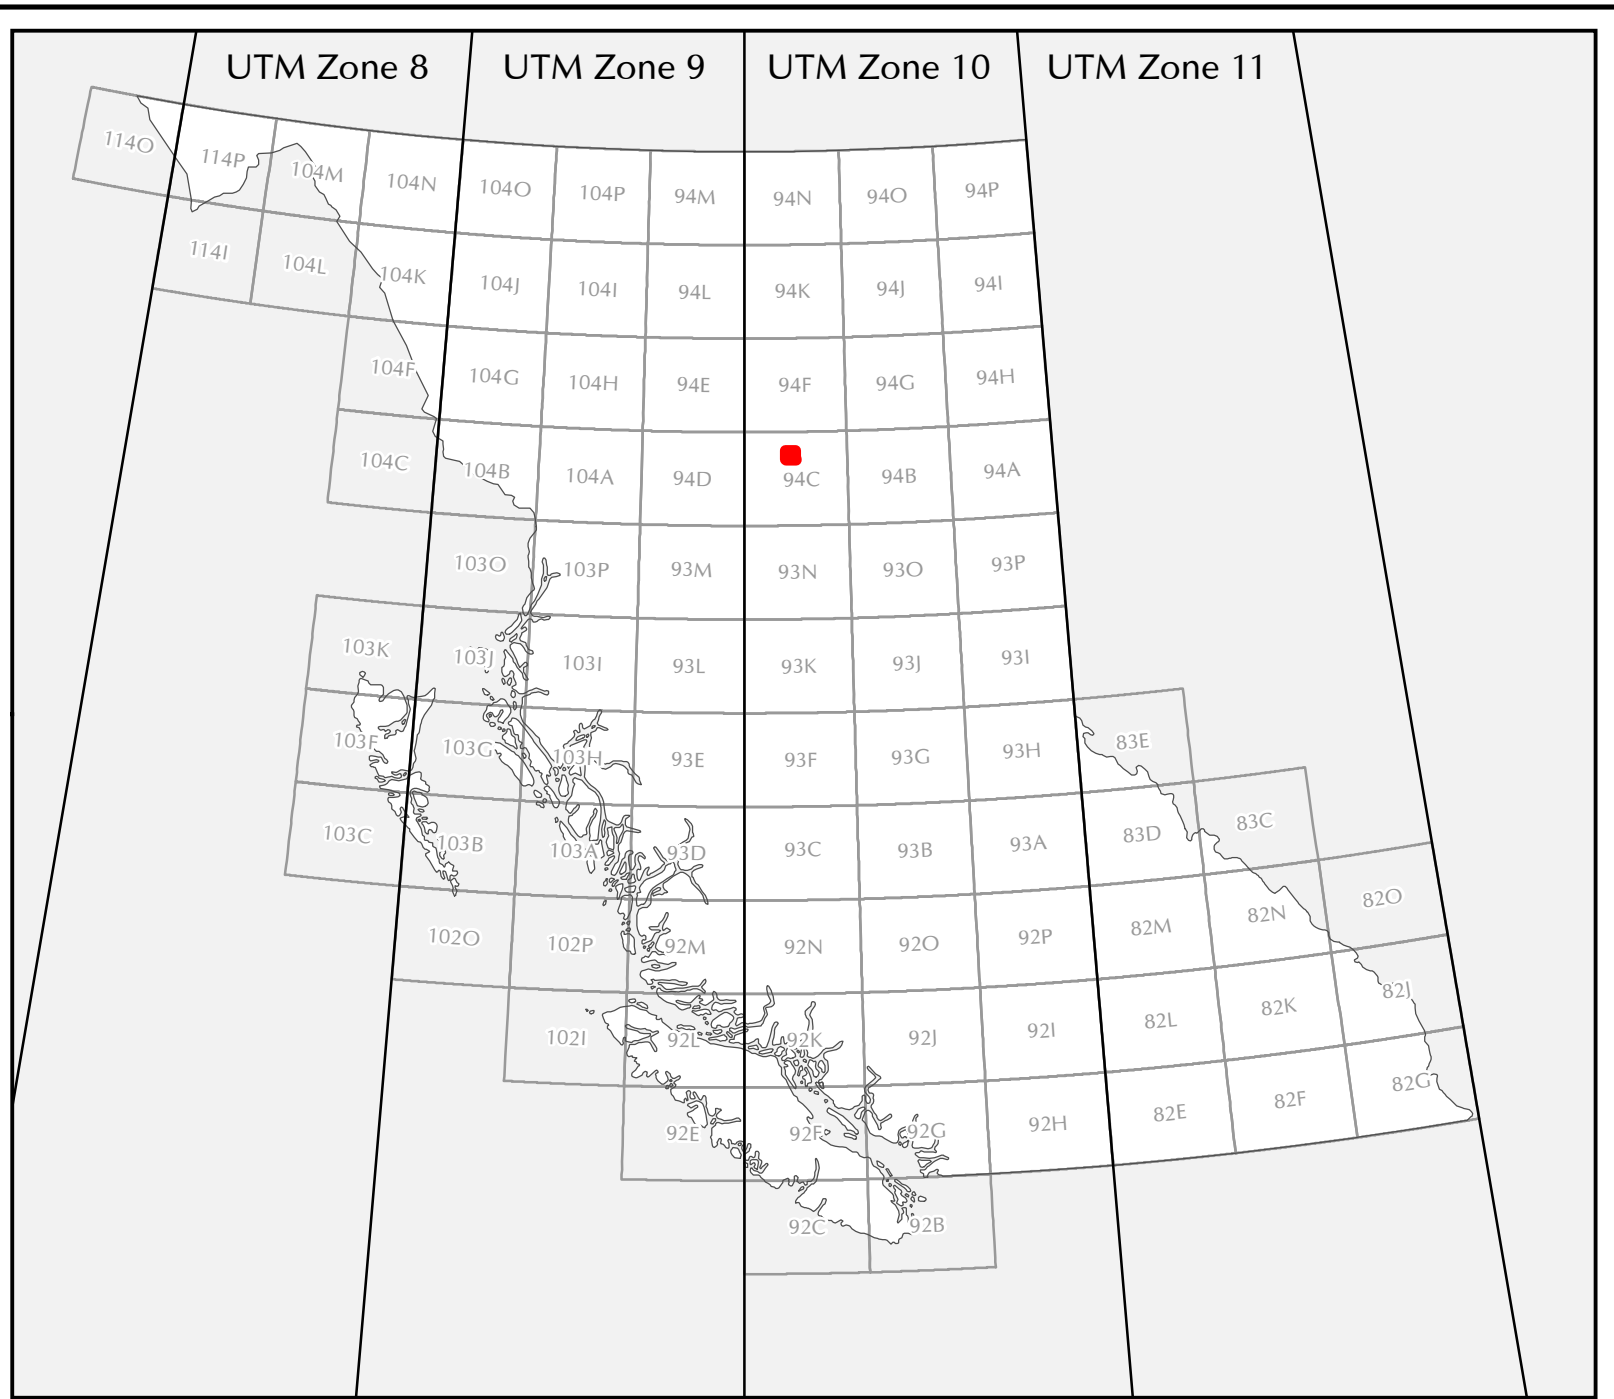 UTM Zone 8 UTM Zone 9 UTM Zone 10 UTM Zone 11
114O 114P 104M 104N 104O 104P 94M 94N 94O 94P
114I 104L 104K 104J 104I 94L 94K 94J 94I
104F 104G 104H 94E 94F 94G 94H
104C 104B 104A 94D 94C 94B 94A
103O 103P 93M 93N 93O 93P
103K 103J 103I 93L 93K 93J 93I
103F 103G 103H 93E 93F 93G 93H 83E
103C 103B 103A 93D 93C 93B 93A 83D 83C
102O 102P 92M 92N 92O 92P 82M 82N 82O
102I 92L 92K 92J 92I 82L 82K 82J
92E 92F 92G 92H 82E 82F 82G
92C 92B